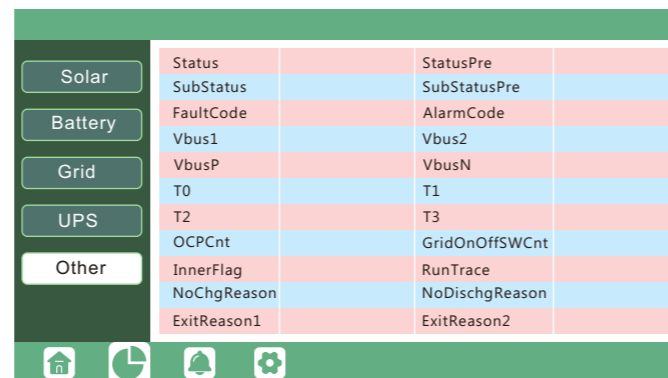 Solar
Battery
Grid
UPS
Other
Status StatusPre
SubStatus SubStatusPre
FaultCode AlarmCode
Vbus1 Vbus2
VbusP VbusN
T0 T1
T2 T3
OCPCnt GridOnOffSWCnt
InnerFlag RunTrace
NoChgReason NoDischgReason
ExitReason1 ExitReason2